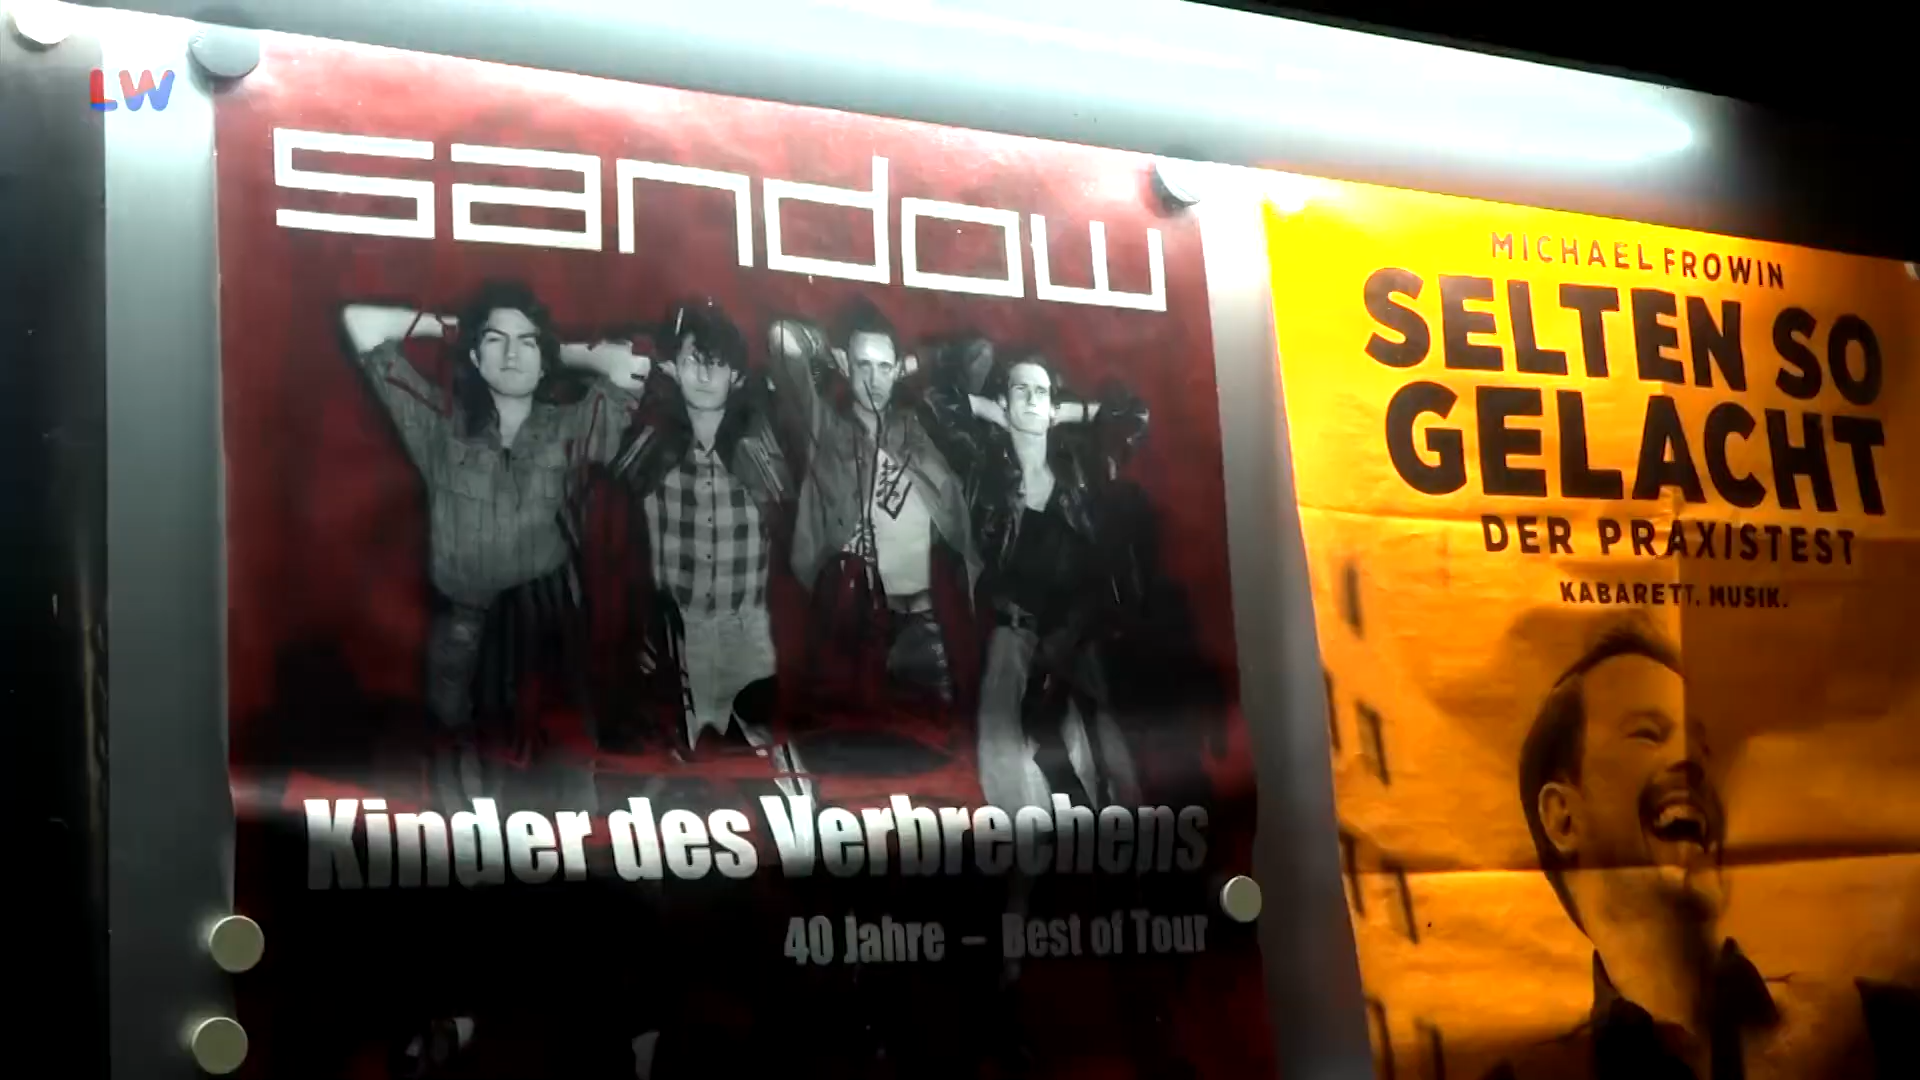 LW
sandow
Kinder des Verbrechens
40 Jahre – Best of Tour
MICHAEL FROWIN
SELTEN SO
GELACHT
DER PRAXISTEST
KABARETT. MUSIK.